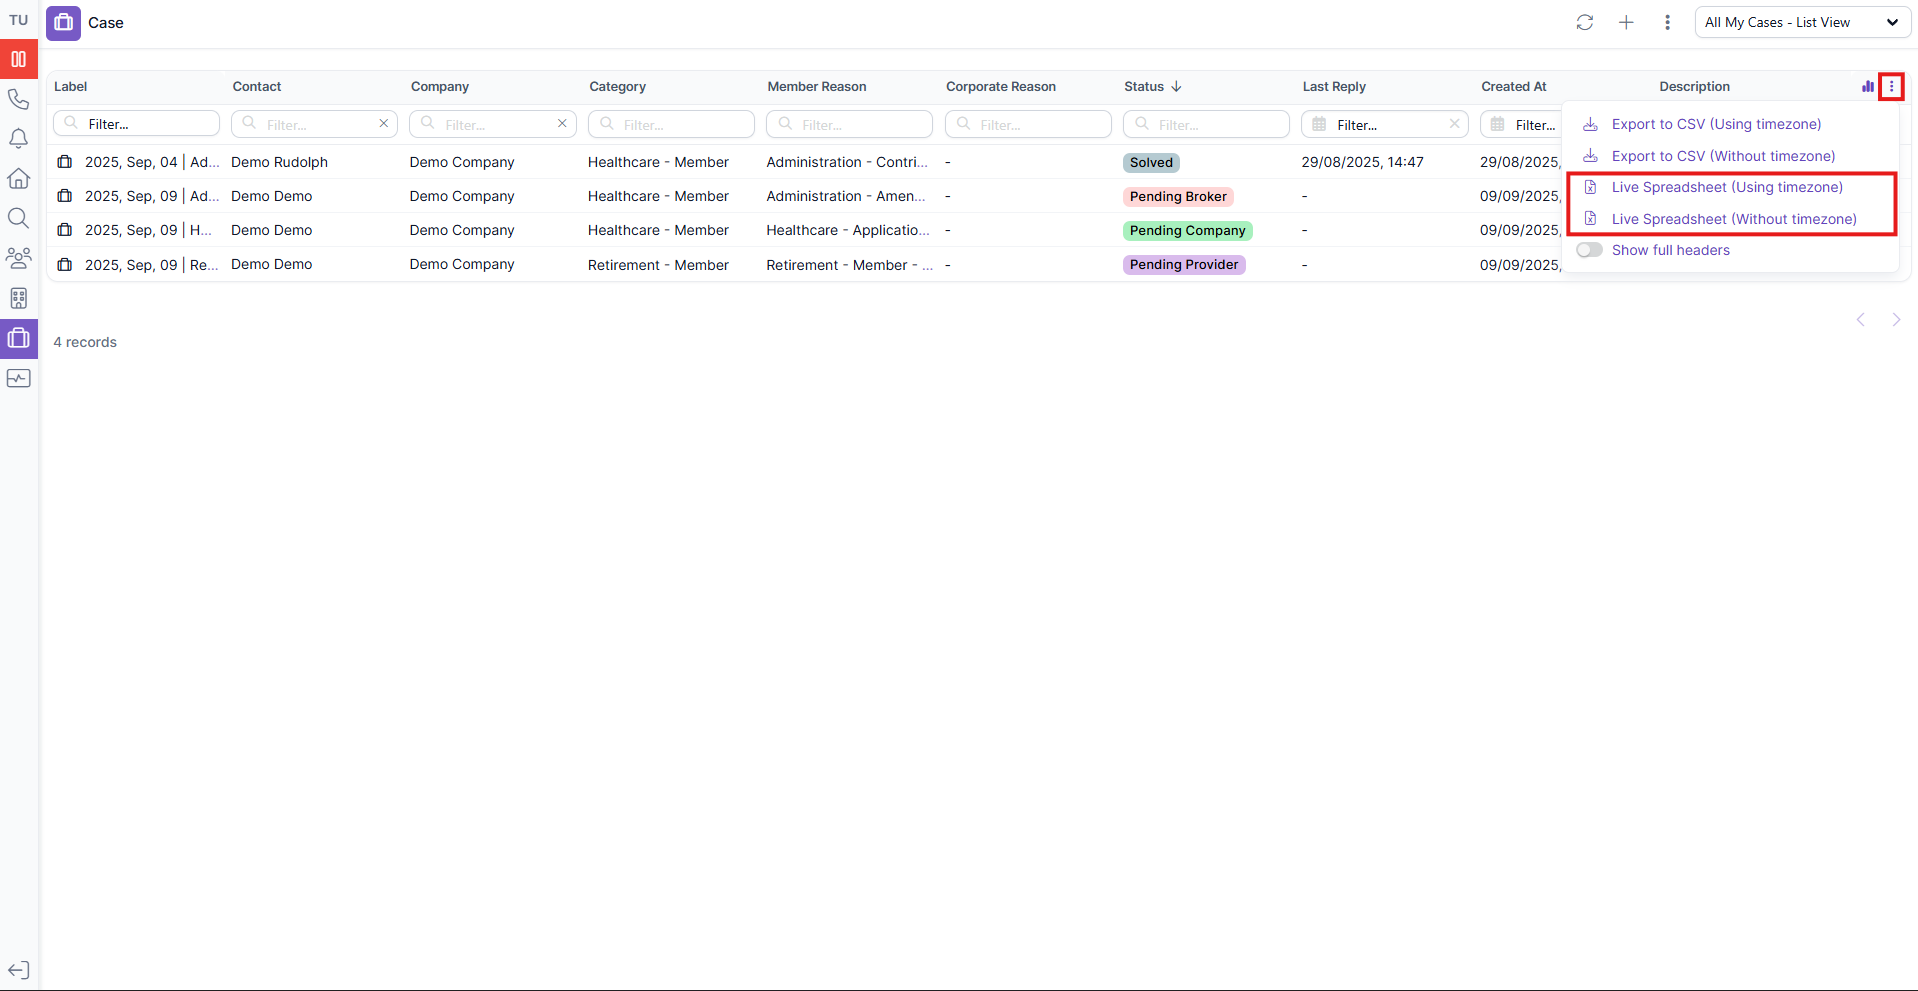 TU
Case
All My Cases - List View
Label Contact Company Category Member Reason Corporate Reason Status Last Reply Created At Description
Filter... Filter... Filter... Filter... Filter... Filter... Filter... Filter... Filter...
Export to CSV (Using timezone)
Export to CSV (Without timezone)
Live Spreadsheet (Using timezone)
Live Spreadsheet (Without timezone)
Show full headers
2025, Sep, 04 | Ad... Demo Rudolph Demo Company Healthcare - Member Administration - Contri... - Solved 29/08/2025, 14:47 29/08/2025,
2025, Sep, 09 | Ad... Demo Demo Demo Company Healthcare - Member Administration - Amen... - Pending Broker - 09/09/2025,
2025, Sep, 09 | H... Demo Demo Demo Company Healthcare - Member Healthcare - Applicatio... - Pending Company - 09/09/2025,
2025, Sep, 09 | Re... Demo Demo Demo Company Retirement - Member Retirement - Member - ... - Pending Provider - 09/09/2025,
4 records